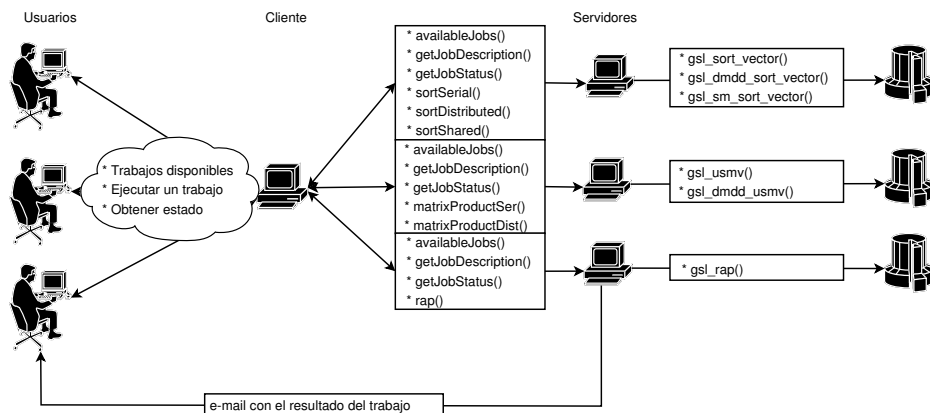 Usuarios
Cliente
Servidores
* availableJobs()
* getJobDescription()
* getJobStatus()
* sortSerial()
* sortDistributed()
* sortShared()
* gsl_sort_vector()
* gsl_dmdd_sort_vector()
* gsl_sm_sort_vector()
* Trabajos disponibles
* Ejecutar un trabajo
* Obtener estado
* availableJobs()
* getJobDescription()
* getJobStatus()
* matrixProductSer()
* matrixProductDist()
* gsl_usmv()
* gsl_dmdd_usmv()
* availableJobs()
* getJobDescription()
* getJobStatus()
* rap()
* gsl_rap()
e-mail con el resultado del trabajo